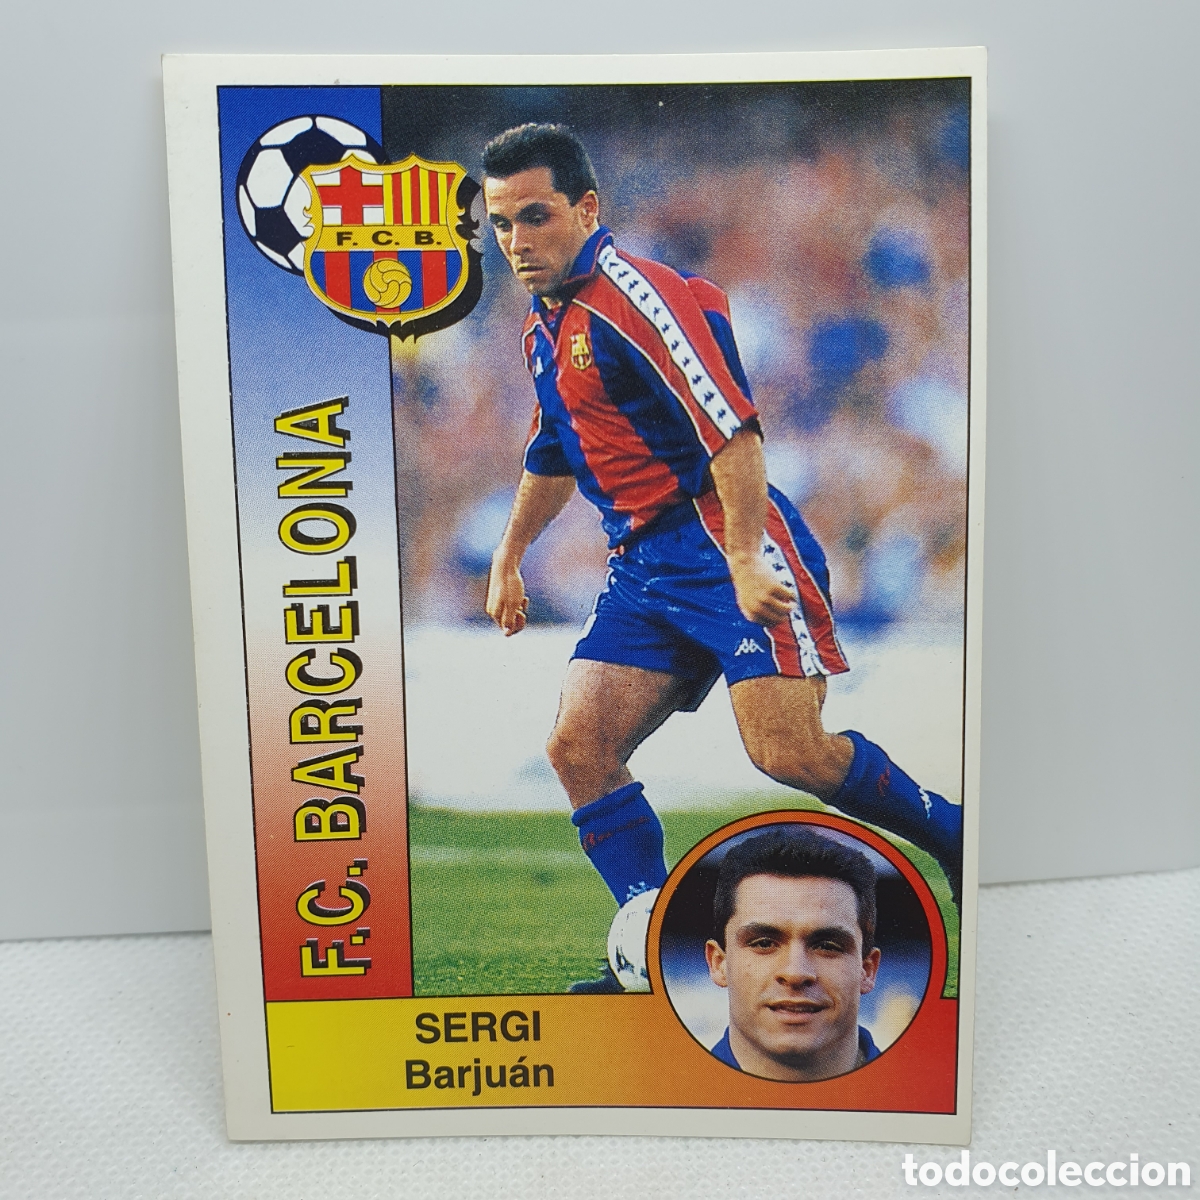 F. C. B.
F.C. BARCELONA
SERGI
Barjuán
todocoleccion